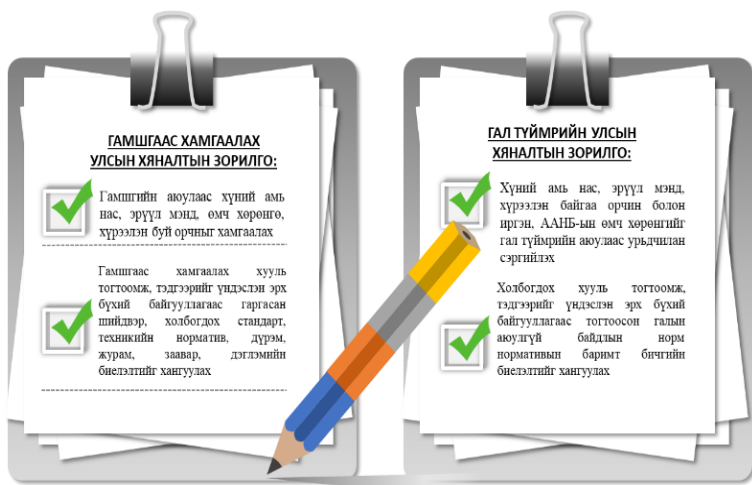 ГАМШГААС ХАМГААЛАХ
УЛСЫН ХЯНАЛТЫН ЗОРИЛГО:
Гамшгийн аюулаас хүний амь
нас, эрүүл мэнд, өмч хөрөнгө,
хүрээлэн буй орчныг хамгаалах
Гамшгаас хамгаалах хууль
тогтоомж, тэдгээрийг үндэслэн эрх
бүхий байгууллагаас гаргасан
шийдвэр, холбогдох стандарт,
техникийн норматив, дүрэм,
журам, заавар, дэглэмийн
биелэлтийг хангуулах
ГАЛ ТҮЙМРИЙН УЛСЫН
ХЯНАЛТЫН ЗОРИЛГО:
Хүний амь нас, эрүүл мэнд,
хүрээлэн байгаа орчин болон
иргэн, ААНБ-ын өмч хөрөнгийг
гал түймрийн аюулаас урьдчилан
сэргийлэх
Холбогдох хууль тогтоомж,
тэдгээрийг үндэслэн эрх бүхий
байгууллагаас тогтоосон галын
аюулгүй байдлын норм
нормативын баримт бичгийн
биелэлтийг хангуулах